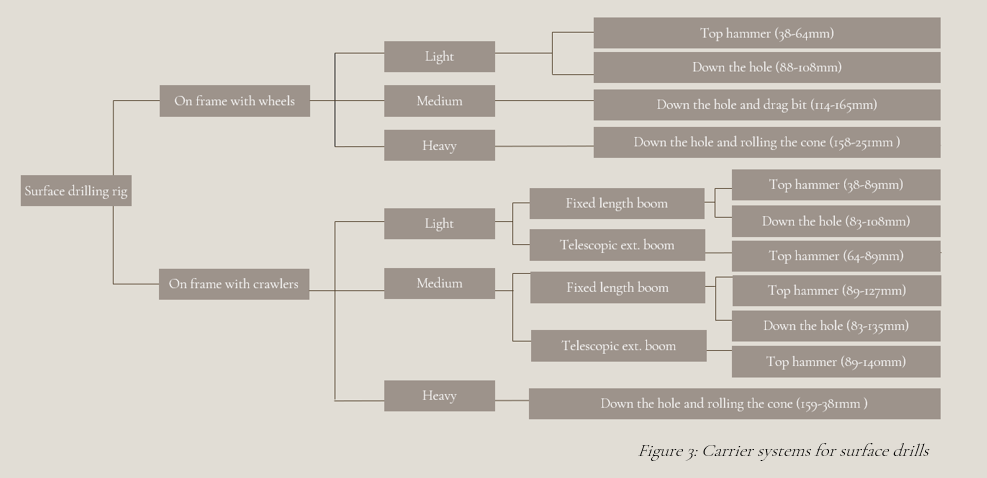 Surface drilling rig
On frame with wheels
Light
Top hammer (38-64mm)
Down the hole (88-108mm)
Medium
Down the hole and drag bit (114-165mm)
Heavy
Down the hole and rolling the cone (158-251mm )
On frame with crawlers
Light
Fixed length boom
Top hammer (38-89mm)
Down the hole (83-108mm)
Telescopic ext. boom
Top hammer (64-89mm)
Medium
Fixed length boom
Top hammer (89-127mm)
Down the hole (83-135mm)
Telescopic ext. boom
Top hammer (89-140mm)
Heavy
Down the hole and rolling the cone (159-381mm )
Figure 3: Carrier systems for surface drills